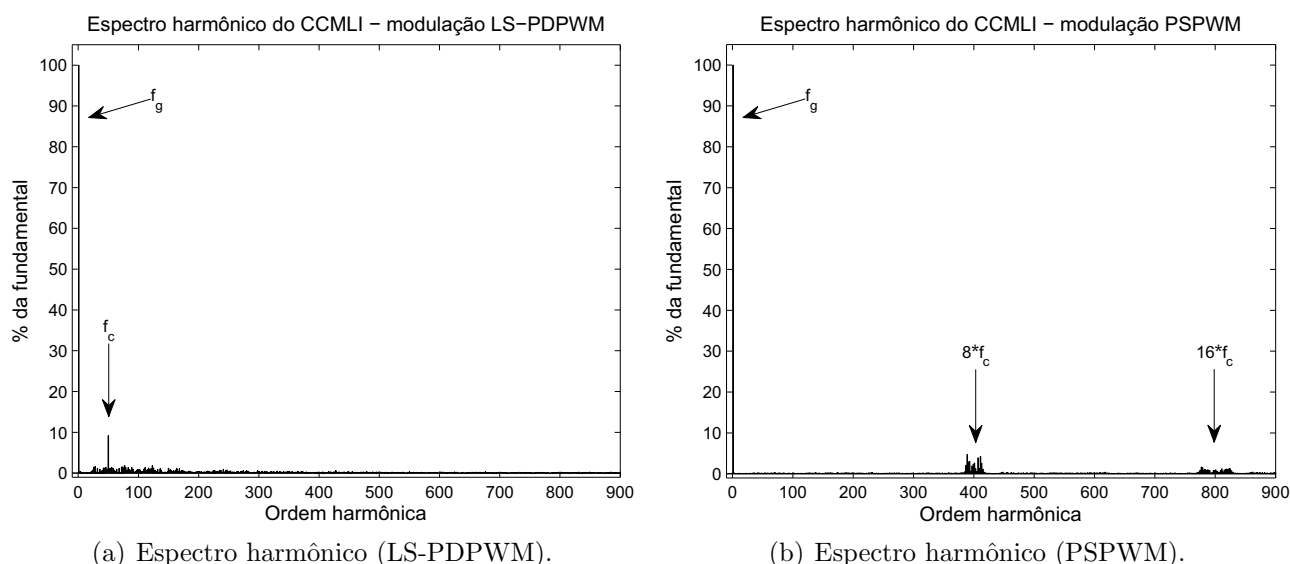 Espectro harmônico do CCMLI − modulação LS−PDPWM
% da fundamental
100
90
80
70
60
50
40
30
20
10
0
f_g
f_c
0 100 200 300 400 500 600 700 800 900
Ordem harmônica
(a) Espectro harmônico (LS-PDPWM).
Espectro harmônico do CCMLI − modulação PSPWM
% da fundamental
100
90
80
70
60
50
40
30
20
10
0
f_g
8*f_c
16*f_c
0 100 200 300 400 500 600 700 800 900
Ordem harmônica
(b) Espectro harmônico (PSPWM).